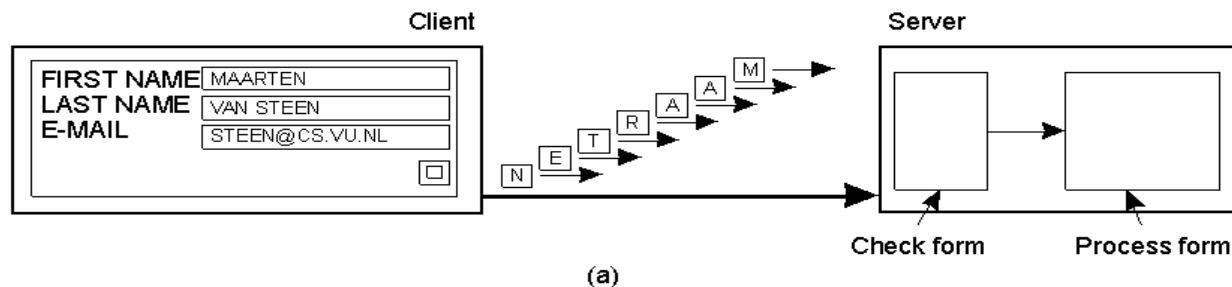 Client
Server
FIRST NAME MAARTEN
LAST NAME VAN STEEN
E-MAIL STEEN@CS.VU.NL
N E T R A A M
Check form
Process form
(a)